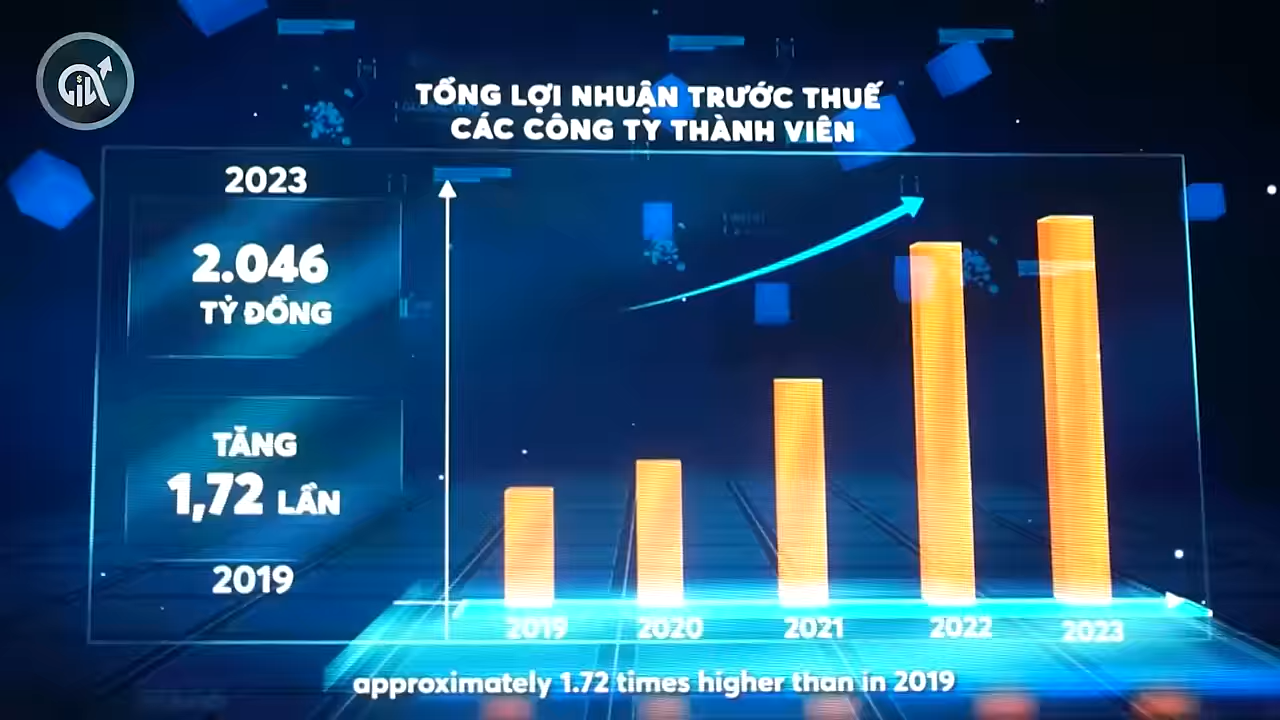 TỔNG LỢI NHUẬN TRƯỚC THUẾ
CÁC CÔNG TY THÀNH VIÊN
2023
2.046
TỶ ĐỒNG
TĂNG
1,72 LẦN
2019
2019 2020 2021 2022 2023
approximately 1.72 times higher than in 2019